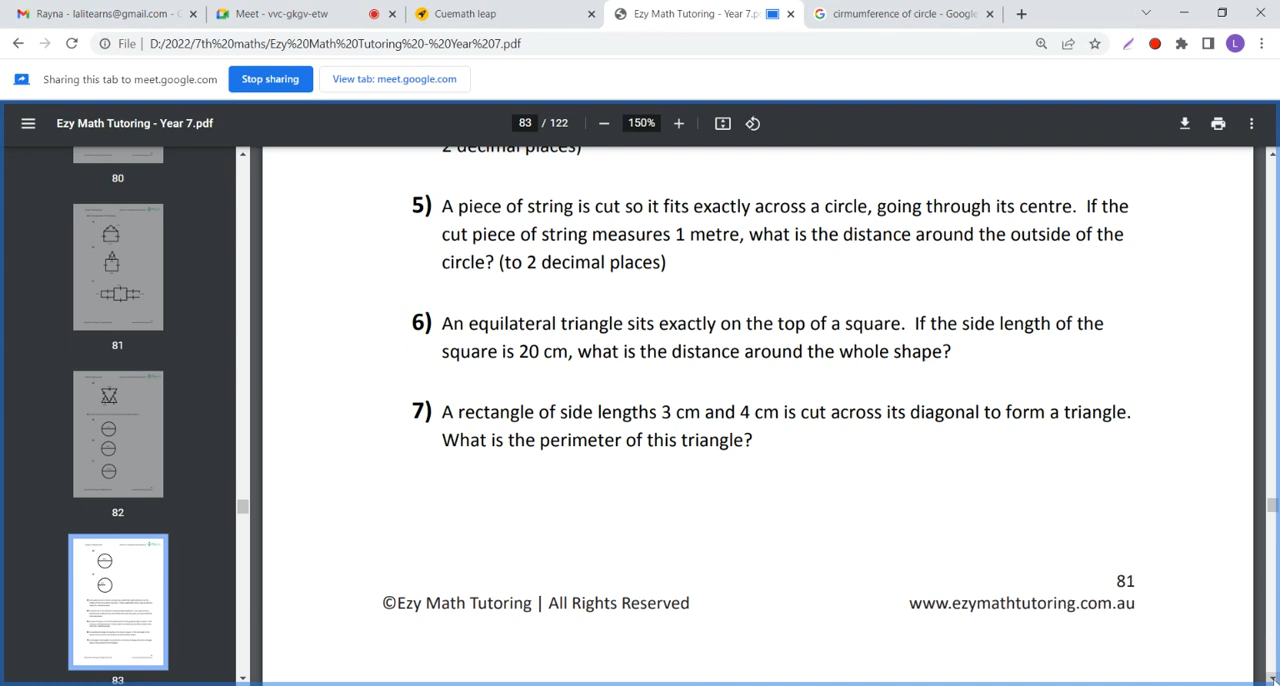 Rayna - lalitearns@gmail.com - G
Meet - vvc-gkgv-etw
Cuemath leap
Ezy Math Tutoring - Year 7.p
cirmumference of circle - Google
File | D:/2022/7th%20maths/Ezy%20Math%20Tutoring%20-%20Year%207.pdf
L
Sharing this tab to meet.google.com
Stop sharing
View tab: meet.google.com
Ezy Math Tutoring - Year 7.pdf
83 / 122
150%
80
81
82
83
2 decimal places)
5) A piece of string is cut so it fits exactly across a circle, going through its centre. If the
cut piece of string measures 1 metre, what is the distance around the outside of the
circle? (to 2 decimal places)
6) An equilateral triangle sits exactly on the top of a square. If the side length of the
square is 20 cm, what is the distance around the whole shape?
7) A rectangle of side lengths 3 cm and 4 cm is cut across its diagonal to form a triangle.
What is the perimeter of this triangle?
81
©Ezy Math Tutoring | All Rights Reserved
www.ezymathtutoring.com.au